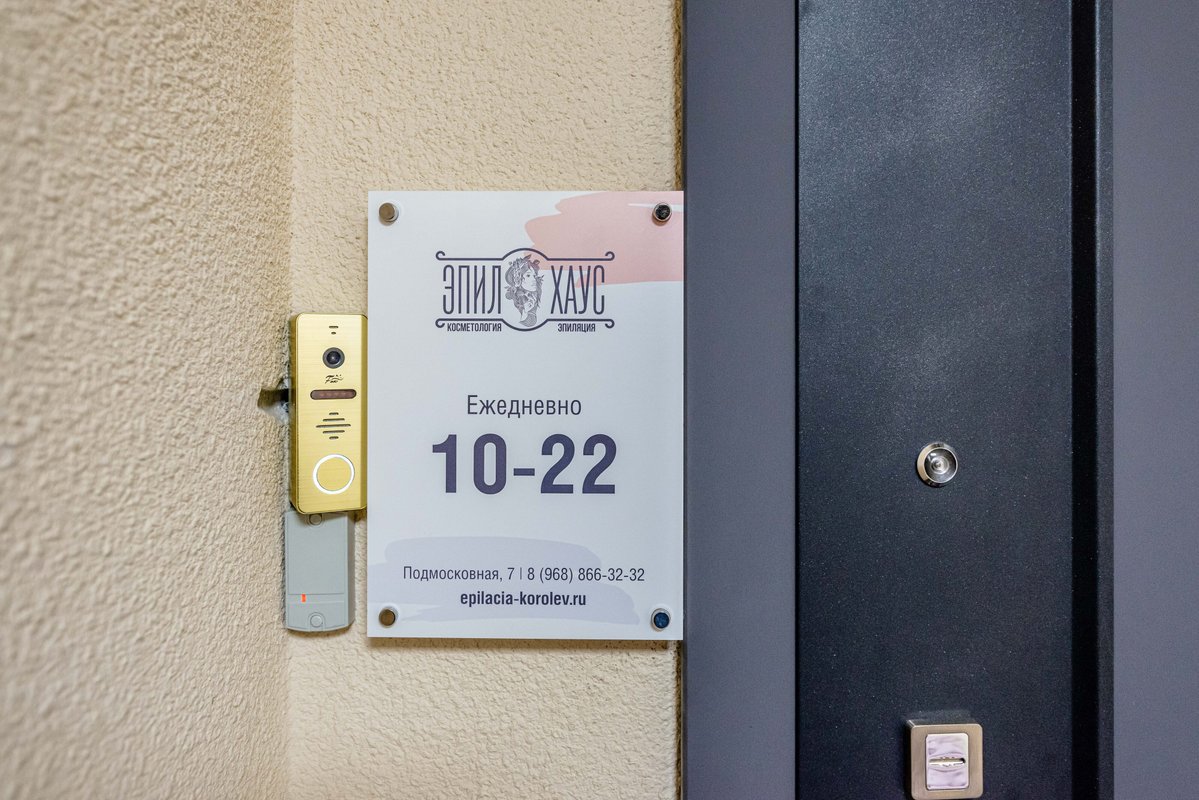 ЭПИЛ ХАУС
КОСМЕТОЛОГИЯ ЭПИЛЯЦИЯ
Ежедневно
10-22
Подмосковная, 7 | 8 (968) 866-32-32
epilacia-korolev.ru